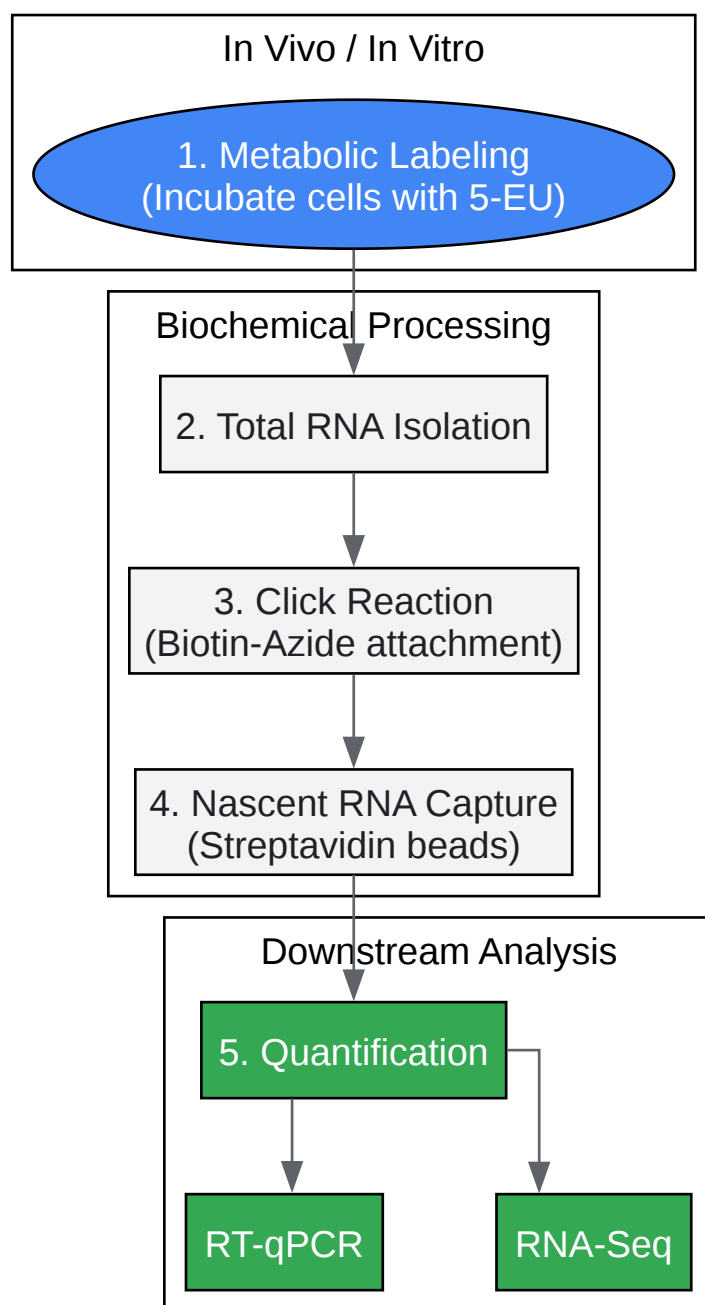 In Vivo / In Vitro
1. Metabolic Labeling
(Incubate cells with 5-EU)
Biochemical Processing
2. Total RNA Isolation
3. Click Reaction
(Biotin-Azide attachment)
4. Nascent RNA Capture
(Streptavidin beads)
Downstream Analysis
5. Quantification
RT-qPCR
RNA-Seq